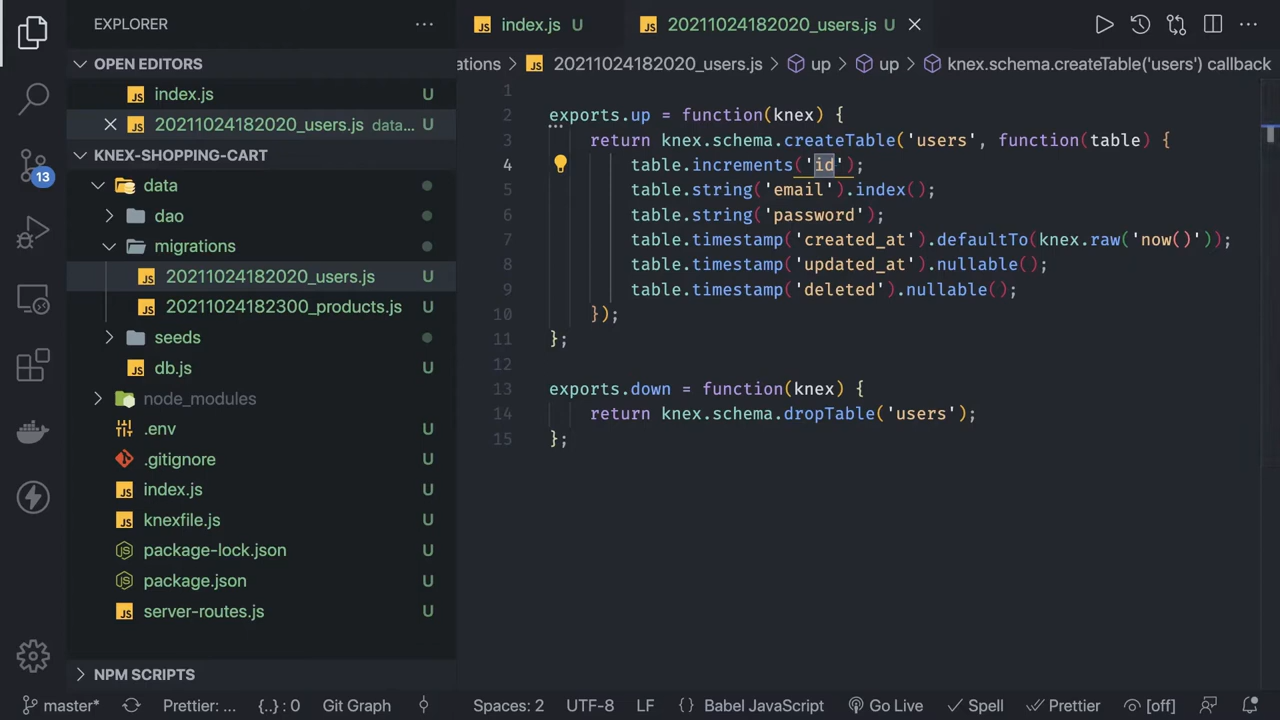 EXPLORER ···
OPEN EDITORS
index.js U
20211024182020_users.js data... U
KNEX-SHOPPING-CART
data
dao
migrations
20211024182020_users.js U
20211024182300_products.js U
seeds
db.js U
node_modules
.env U
.gitignore U
index.js U
knexfile.js U
package-lock.json U
package.json U
server-routes.js U
NPM SCRIPTS
13
index.js U
20211024182020_users.js U
ations > 20211024182020_users.js > up > up > knex.schema.createTable('users') callback
1
2 exports.up = function(knex) {
3 return knex.schema.createTable('users', function(table) {
4 table.increments('id');
5 table.string('email').index();
6 table.string('password');
7 table.timestamp('created_at').defaultTo(knex.raw('now()'));
8 table.timestamp('updated_at').nullable();
9 table.timestamp('deleted').nullable();
10 });
11 };
12
13 exports.down = function(knex) {
14 return knex.schema.dropTable('users');
15 };
master* Prettier: ... {..} : 0 Git Graph Spaces: 2 UTF-8 LF {} Babel JavaScript Go Live Spell Prettier [off]